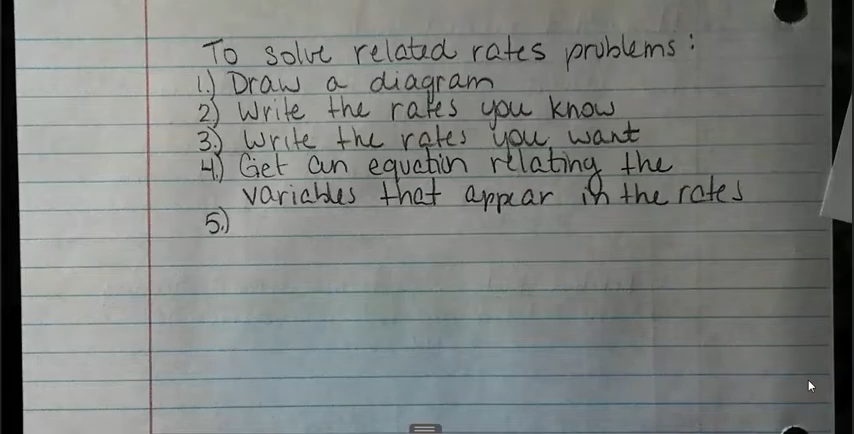 To solve related rates problems:
1.) Draw a diagram
2.) Write the rates you know
3.) Write the rates you want
4.) Get an equation relating the
variables that appear in the rates
5.)